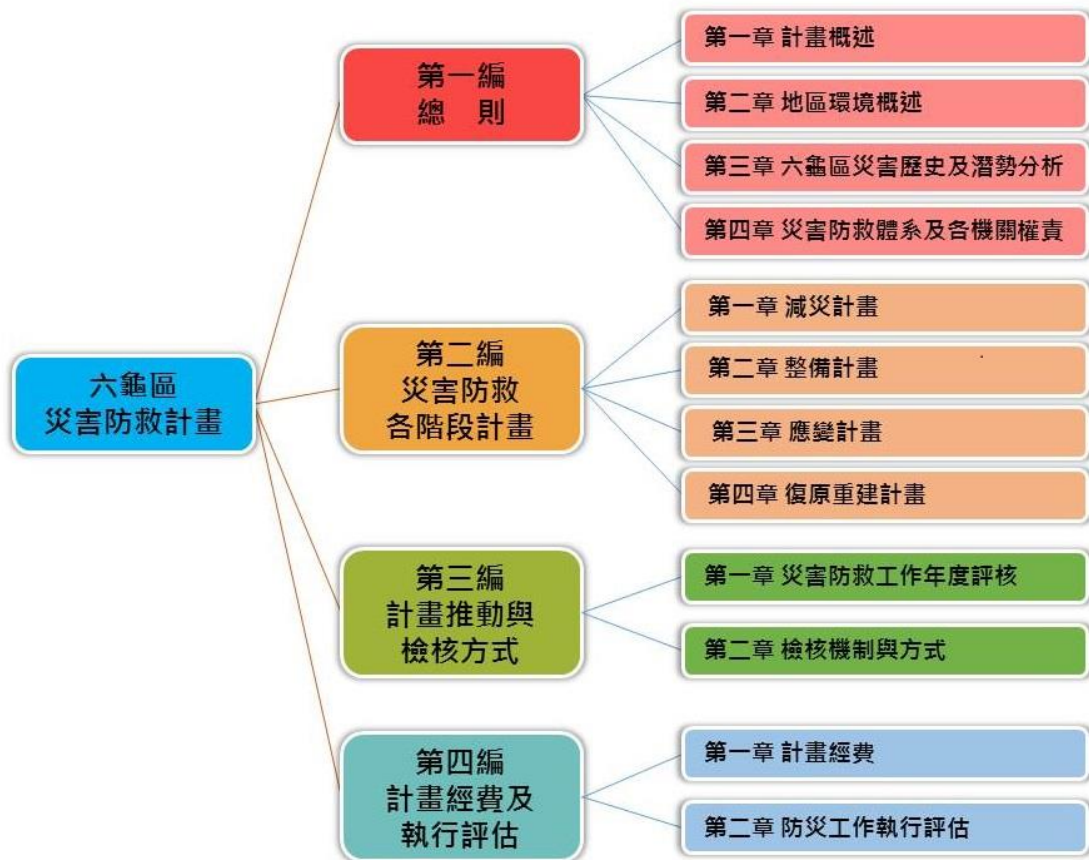 六龜區
災害防救計畫
第一編
總　則
第一章 計畫概述
第二章 地區環境概述
第三章 六龜區災害歷史及潛勢分析
第四章 災害防救體系及各機關權責
第二編
災害防救
各階段計畫
第一章 減災計畫
第二章 整備計畫
第三章 應變計畫
第四章 復原重建計畫
第三編
計畫推動與
檢核方式
第一章 災害防救工作年度評核
第二章 檢核機制與方式
第四編
計畫經費及
執行評估
第一章 計畫經費
第二章 防災工作執行評估